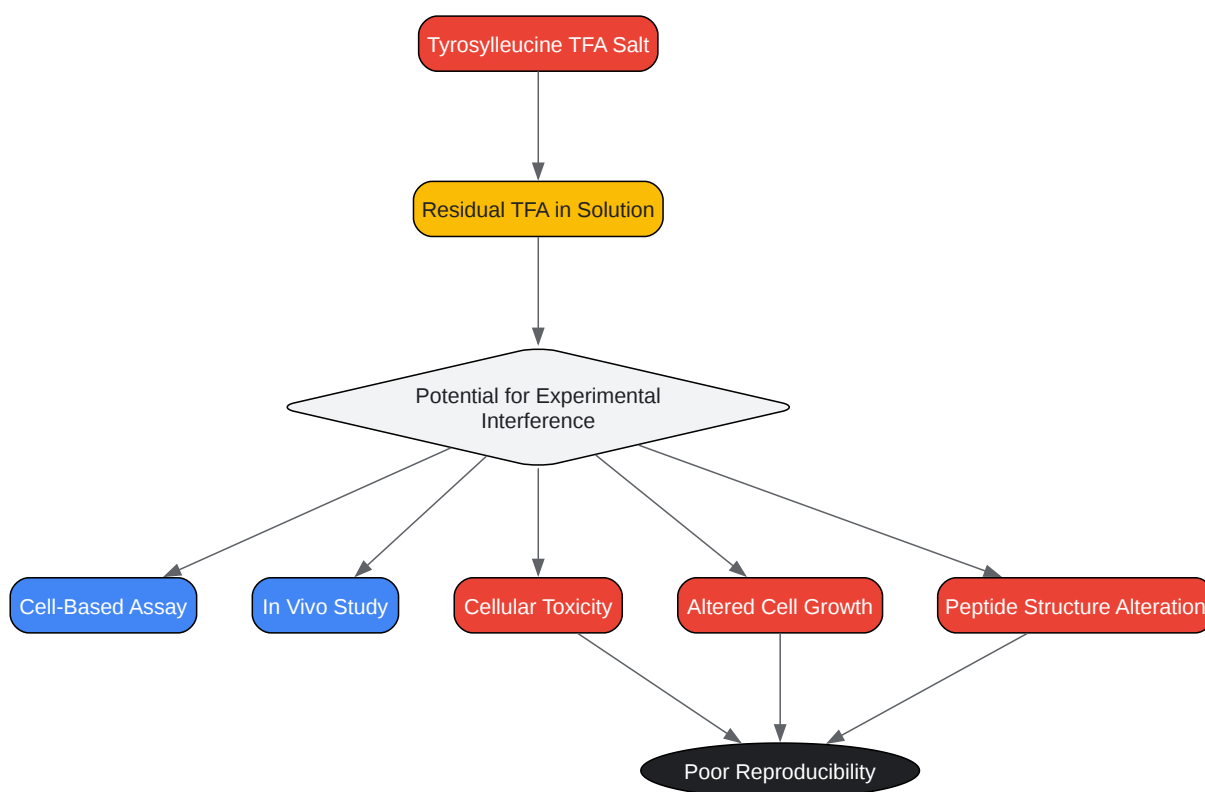 Tyrosylleucine TFA Salt
Residual TFA in Solution
Potential for Experimental
Interference
Cell-Based Assay
In Vivo Study
Cellular Toxicity
Altered Cell Growth
Peptide Structure Alteration
Poor Reproducibility